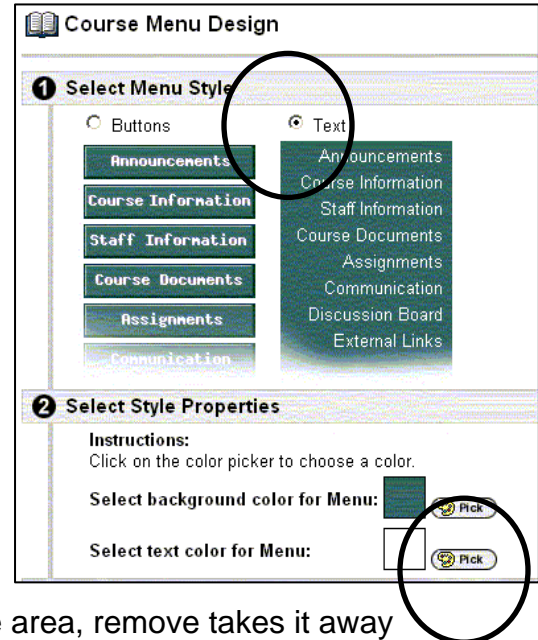 Course Menu Design
1 Select Menu Style
Buttons
Text
Announcements
Course Information
Staff Information
Course Documents
Assignments
Communication
Announcements
Course Information
Staff Information
Course Documents
Assignments
Communication
Discussion Board
External Links
2 Select Style Properties
Instructions:
Click on the color picker to choose a color.
Select background color for Menu:
Pick
Select text color for Menu:
Pick
area, remove takes it away